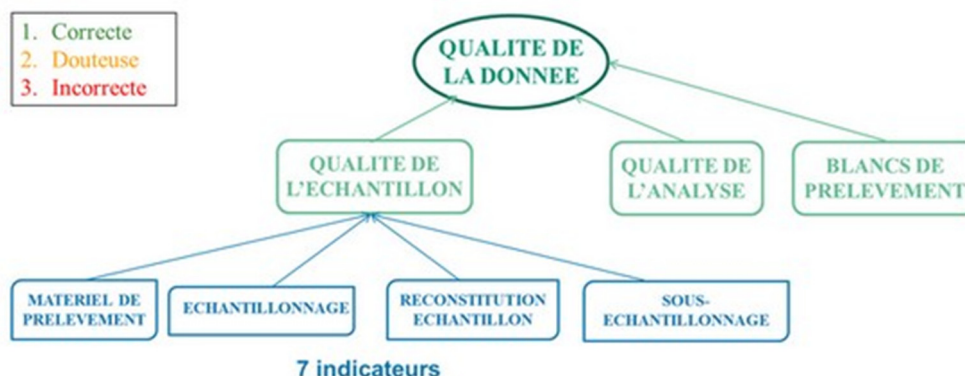 1. Correcte
2. Douteuse
3. Incorrecte
QUALITE DE
LA DONNEE
QUALITE DE
L'ECHANTILLON
QUALITE DE
L'ANALYSE
BLANCS DE
PRELEVEMENT
MATERIEL DE
PRELEVEMENT
ECHANTILLONNAGE
RECONSTITUTION
ECHANTILLON
SOUS-
ECHANTILLONNAGE
7 indicateurs